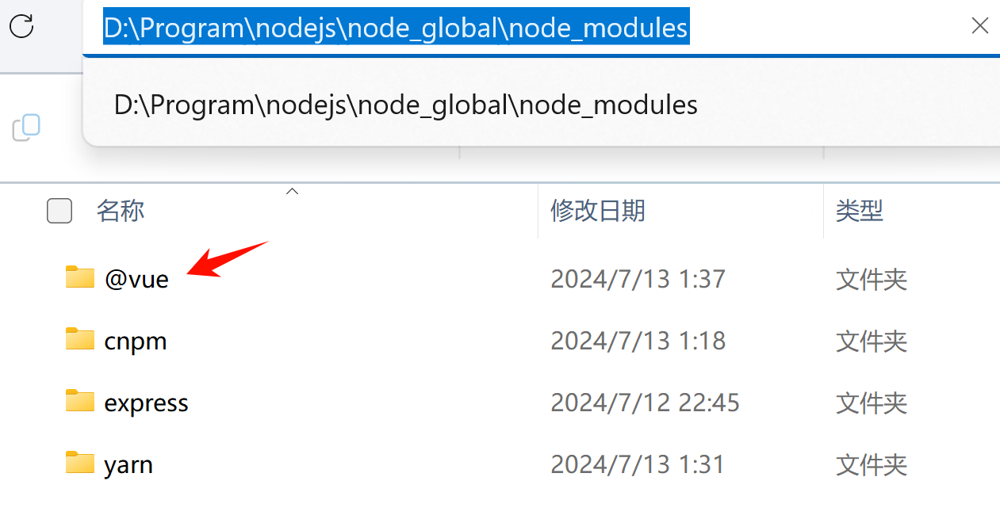 D:\Program\nodejs\node_global\node_modules
D:\Program\nodejs\node_global\node_modules
名称 修改日期 类型
@vue 2024/7/13 1:37 文件夹
cnpm 2024/7/13 1:18 文件夹
express 2024/7/12 22:45 文件夹
yarn 2024/7/13 1:31 文件夹